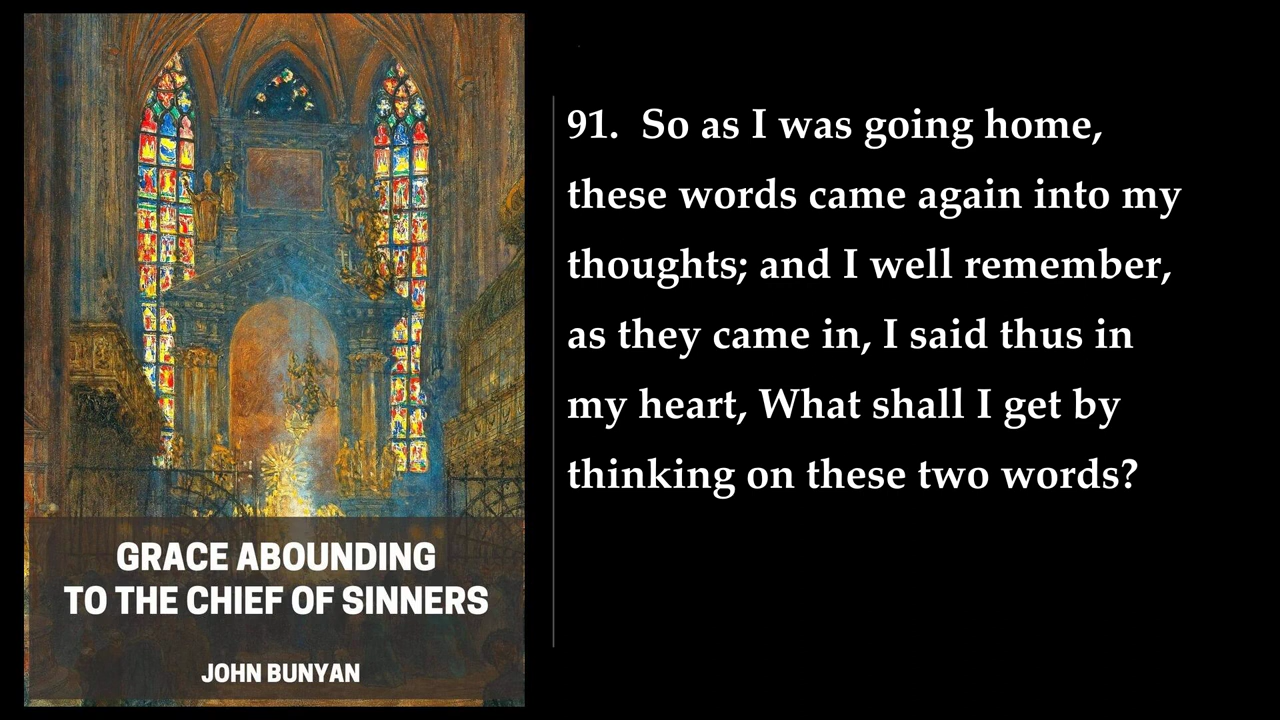 GRACE ABOUNDING
TO THE CHIEF OF SINNERS
JOHN BUNYAN
91. So as I was going home,
these words came again into my
thoughts; and I well remember,
as they came in, I said thus in
my heart, What shall I get by
thinking on these two words?